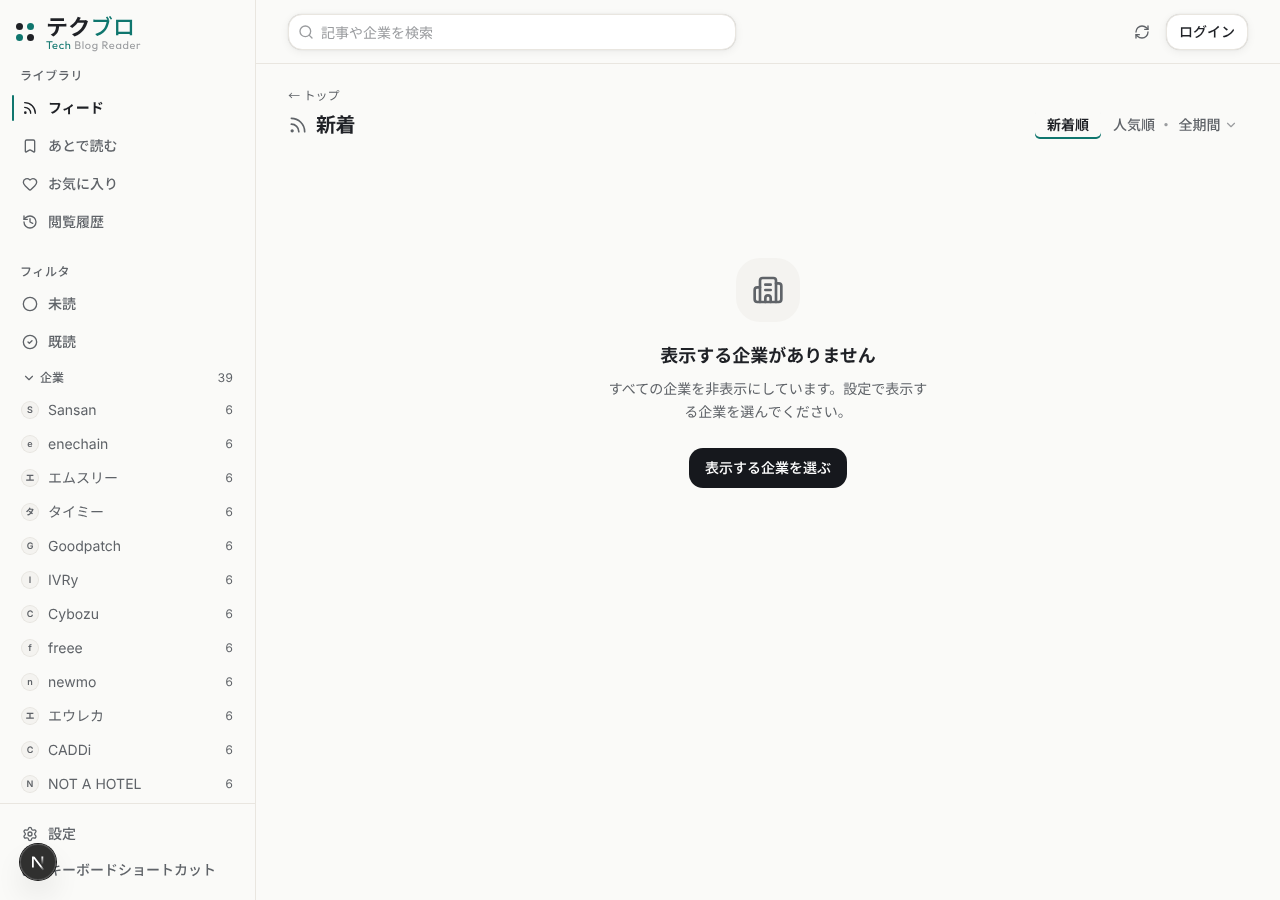 テクブロ
Tech Blog Reader
ライブラリ
フィード
あとで読む
お気に入り
閲覧履歴
フィルタ
未読
既読
企業 39
S Sansan 6
e enechain 6
エ エムスリー 6
タ タイミー 6
G Goodpatch 6
I IVRy 6
C Cybozu 6
f freee 6
n newmo 6
エ エウレカ 6
C CADDi 6
N NOT A HOTEL 6
設定
N
キーボードショートカット
記事や企業を検索
ログイン
← トップ
新着
新着順 人気順 • 全期間
表示する企業がありません
すべての企業を非表示にしています。設定で表示す
る企業を選んでください。
表示する企業を選ぶ